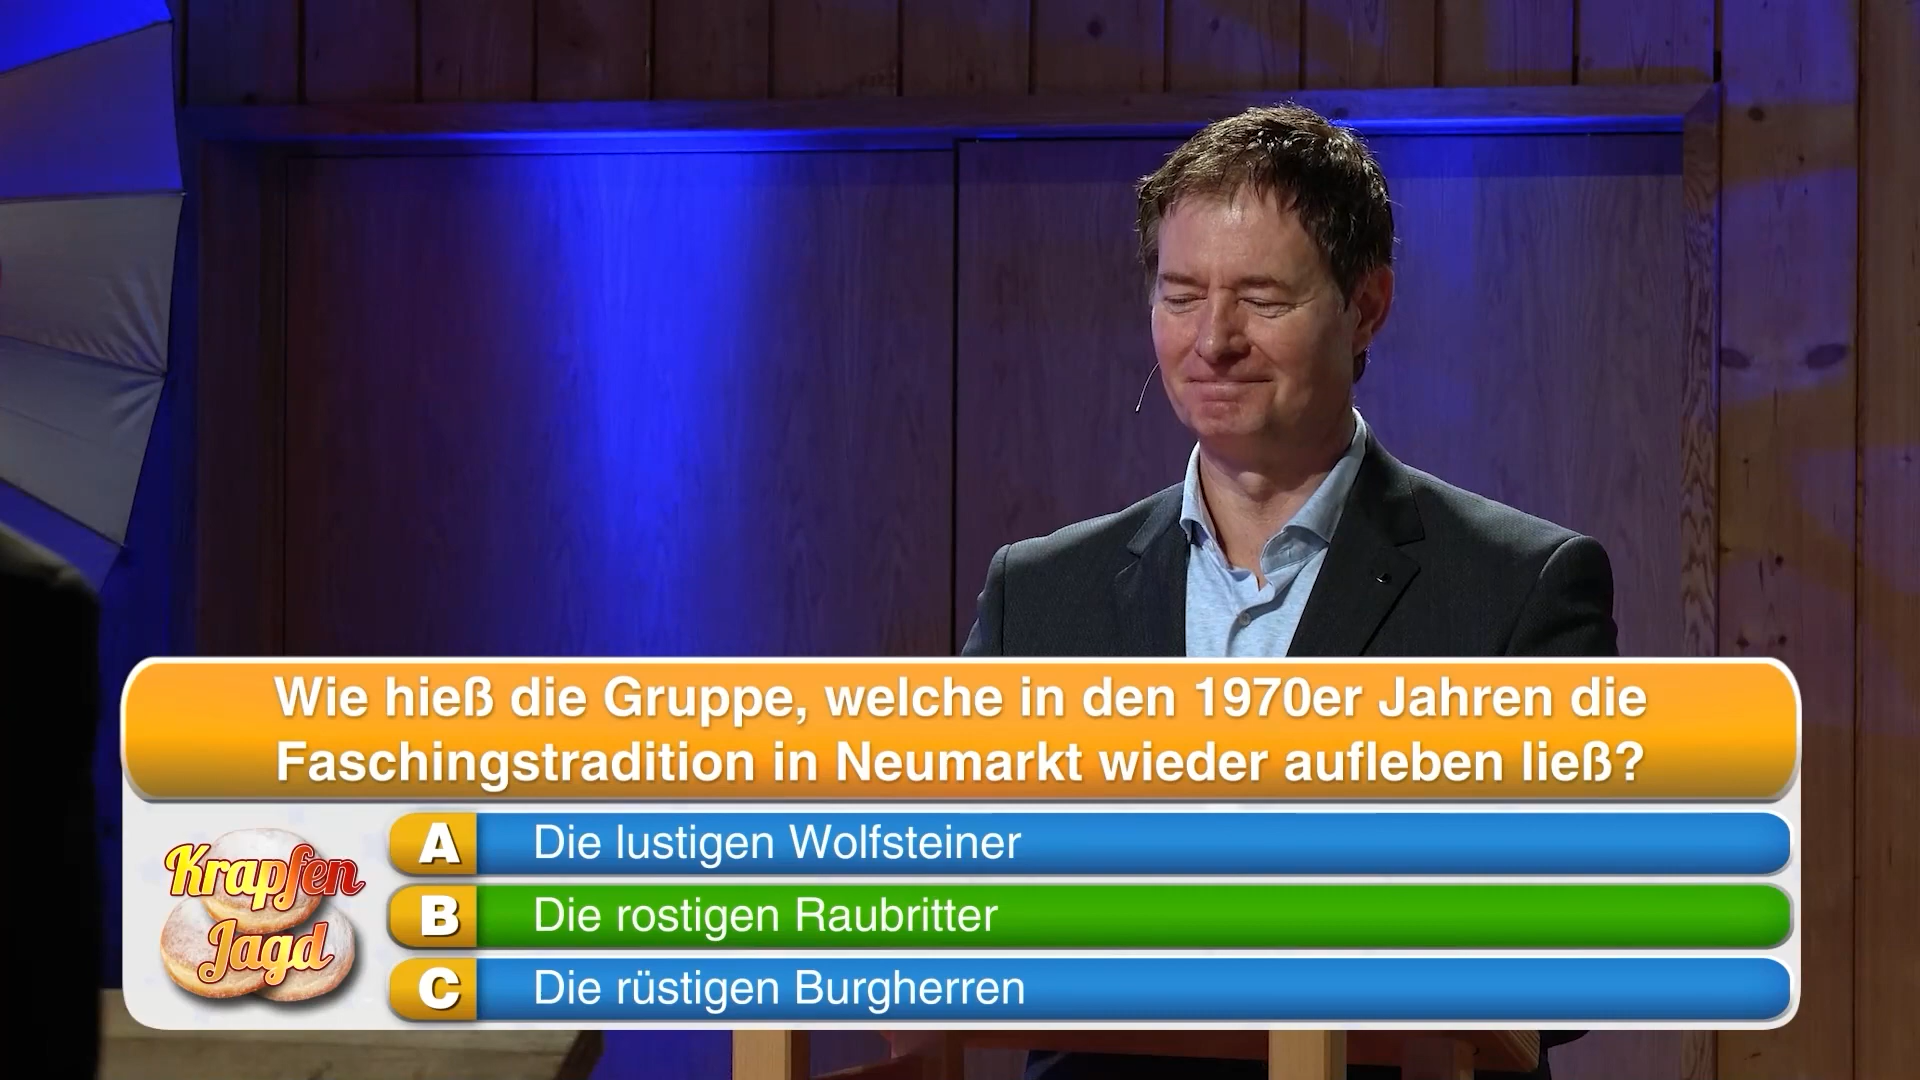 Wie hieß die Gruppe, welche in den 1970er Jahren die
Faschingstradition in Neumarkt wieder aufleben ließ?
Krapfen
Jagd
A Die lustigen Wolfsteiner
B Die rostigen Raubritter
C Die rüstigen Burgherren